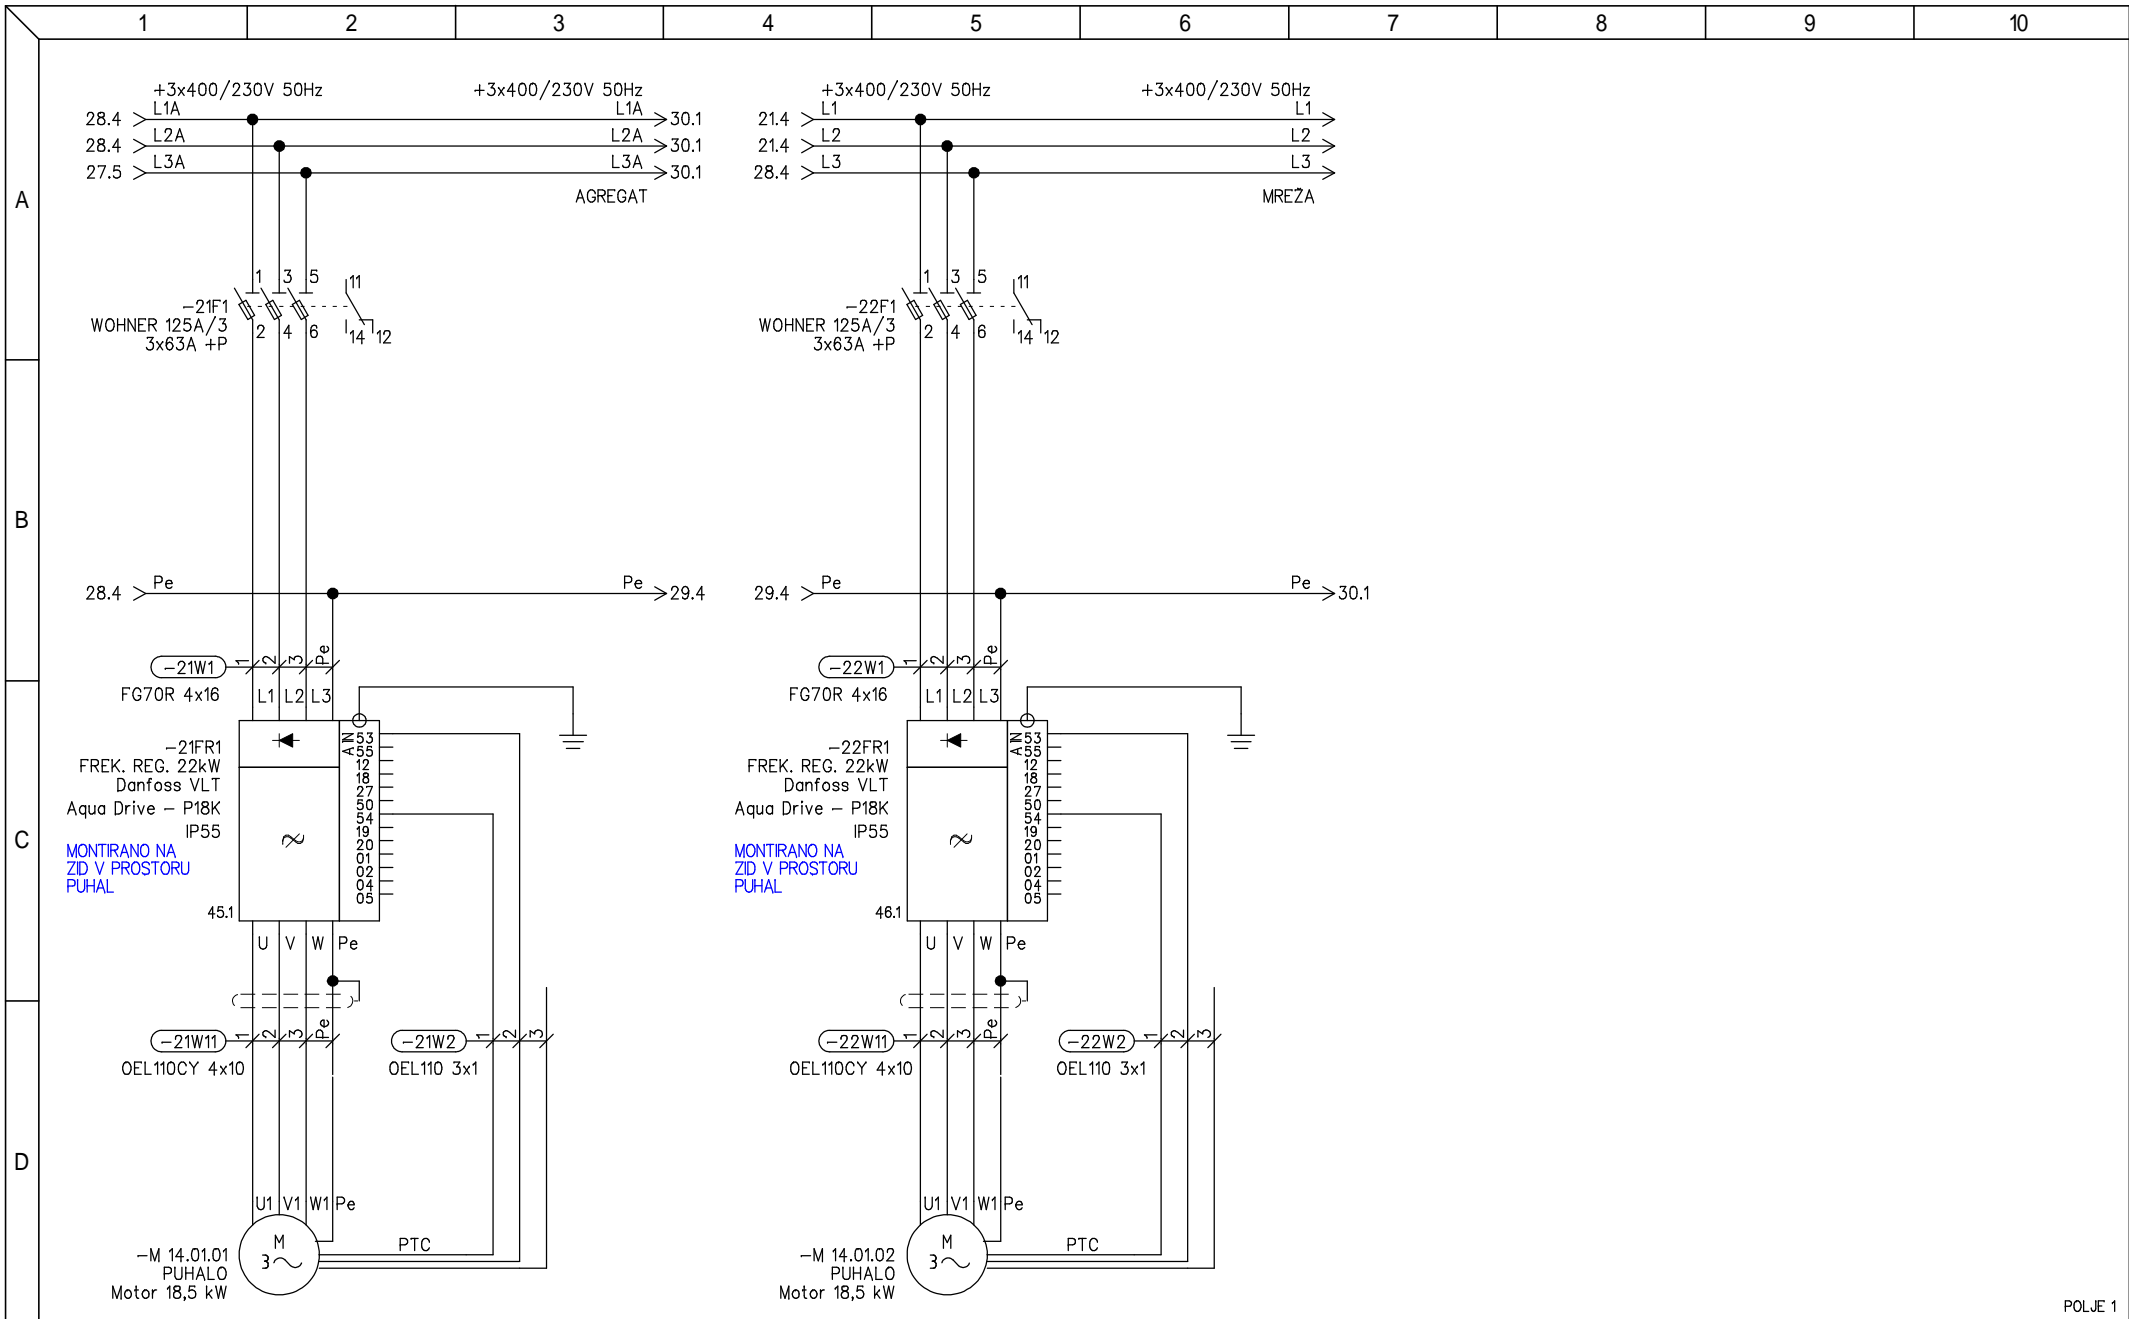 1 2 3 4 5 6 7 8 9 10
A
B
C
D
+3x400/230V 50Hz +3x400/230V 50Hz
28.4 L1A L1A 30.1
28.4 L2A L2A 30.1
27.5 L3A L3A 30.1
AGREGAT
+3x400/230V 50Hz +3x400/230V 50Hz
21.4 L1 L1
21.4 L2 L2
28.4 L3 L3
MREŽA
1 3 5 11
-21F1
WOHNER 125A/3
3x63A +P
2 4 6 14 12
1 3 5 11
-22F1
WOHNER 125A/3
3x63A +P
2 4 6 14 12
28.4 Pe Pe 29.4
29.4 Pe Pe 30.1
-21W1 1 2 3 Pe
FG70R 4x16
L1 L2 L3
-22W1 1 2 3 Pe
FG70R 4x16
L1 L2 L3
-21FR1
FREK. REG. 22kW
Danfoss VLT
Aqua Drive - P18K
IP55
MONTIRANO NA
ZID V PROSTORU
PUHAL
45.1
A IN
53
55
12
18
27
50
54
19
20
01
02
04
05
U V W Pe
-22FR1
FREK. REG. 22kW
Danfoss VLT
Aqua Drive - P18K
IP55
MONTIRANO NA
ZID V PROSTORU
PUHAL
46.1
A IN
53
55
12
18
27
50
54
19
20
01
02
04
05
U V W Pe
-21W11 1 2 3 Pe
OEL110CY 4x10
-21W2 1 2 3
OEL110 3x1
-22W11 1 2 3 Pe
OEL110CY 4x10
-22W2 1 2 3
OEL110 3x1
U1 V1 W1 Pe
M
3
PTC
-M 14.01.01
PUHALO
Motor 18,5 kW
U1 V1 W1 Pe
M
3
PTC
-M 14.01.02
PUHALO
Motor 18,5 kW
POLJE 1